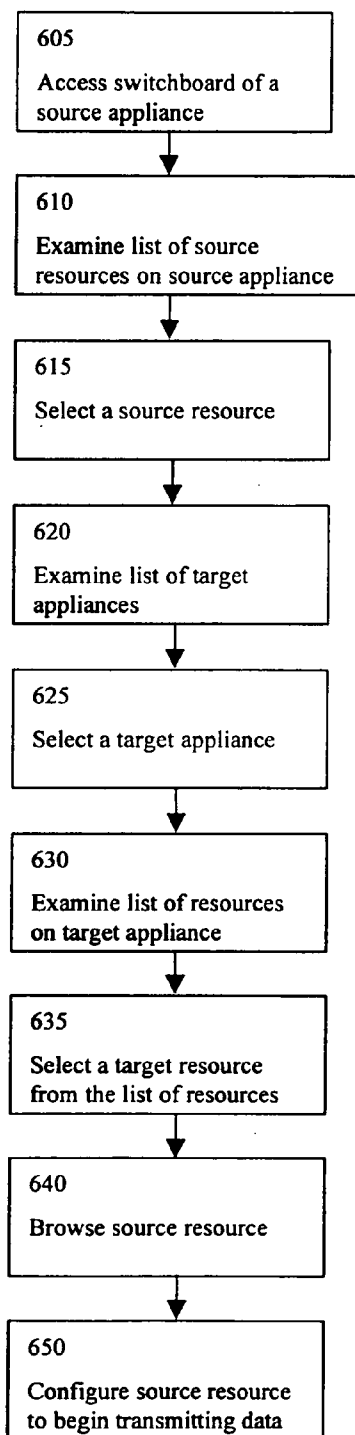 605
Access switchboard of a
source appliance
610
Examine list of source
resources on source appliance
615
Select a source resource
620
Examine list of target
appliances
625
Select a target appliance
630
Examine list of resources
on target appliance
635
Select a target resource
from the list of resources
640
Browse source resource
650
Configure source resource
to begin transmitting data